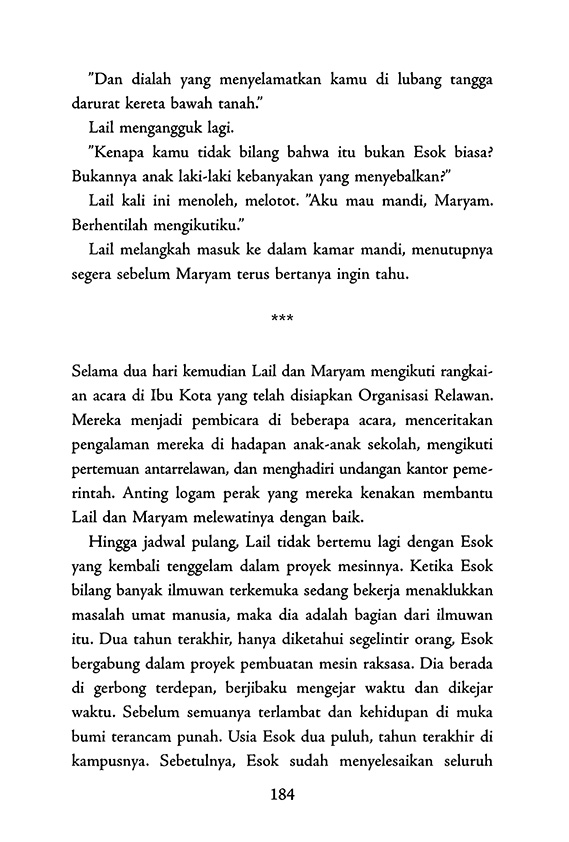 ”Dan dialah yang menyelamatkan kamu di lubang tangga
darurat kereta bawah tanah.”
Lail mengangguk lagi.
”Kenapa kamu tidak bilang bahwa itu bukan Esok biasa?
Bukannya anak laki-laki kebanyakan yang menyebalkan?”
Lail kali ini menoleh, melotot. ”Aku mau mandi, Maryam.
Berhentilah mengikutiku.”
Lail melangkah masuk ke dalam kamar mandi, menutupnya
segera sebelum Maryam terus bertanya ingin tahu.
***
Selama dua hari kemudian Lail dan Maryam mengikuti rangkai-
an acara di Ibu Kota yang telah disiapkan Organisasi Relawan.
Mereka menjadi pembicara di beberapa acara, menceritakan
pengalaman mereka di hadapan anak-anak sekolah, mengikuti
pertemuan antarrelawan, dan menghadiri undangan kantor peme-
rintah. Anting logam perak yang mereka kenakan membantu
Lail dan Maryam melewatinya dengan baik.
Hingga jadwal pulang, Lail tidak bertemu lagi dengan Esok
yang kembali tenggelam dalam proyek mesinnya. Ketika Esok
bilang banyak ilmuwan terkemuka sedang bekerja menaklukkan
masalah umat manusia, maka dia adalah bagian dari ilmuwan
itu. Dua tahun terakhir, hanya diketahui segelintir orang, Esok
bergabung dalam proyek pembuatan mesin raksasa. Dia berada
di gerbong terdepan, berjibaku mengejar waktu dan dikejar
waktu. Sebelum semuanya terlambat dan kehidupan di muka
bumi terancam punah. Usia Esok dua puluh, tahun terakhir di
kampusnya. Sebetulnya, Esok sudah menyelesaikan seluruh
184